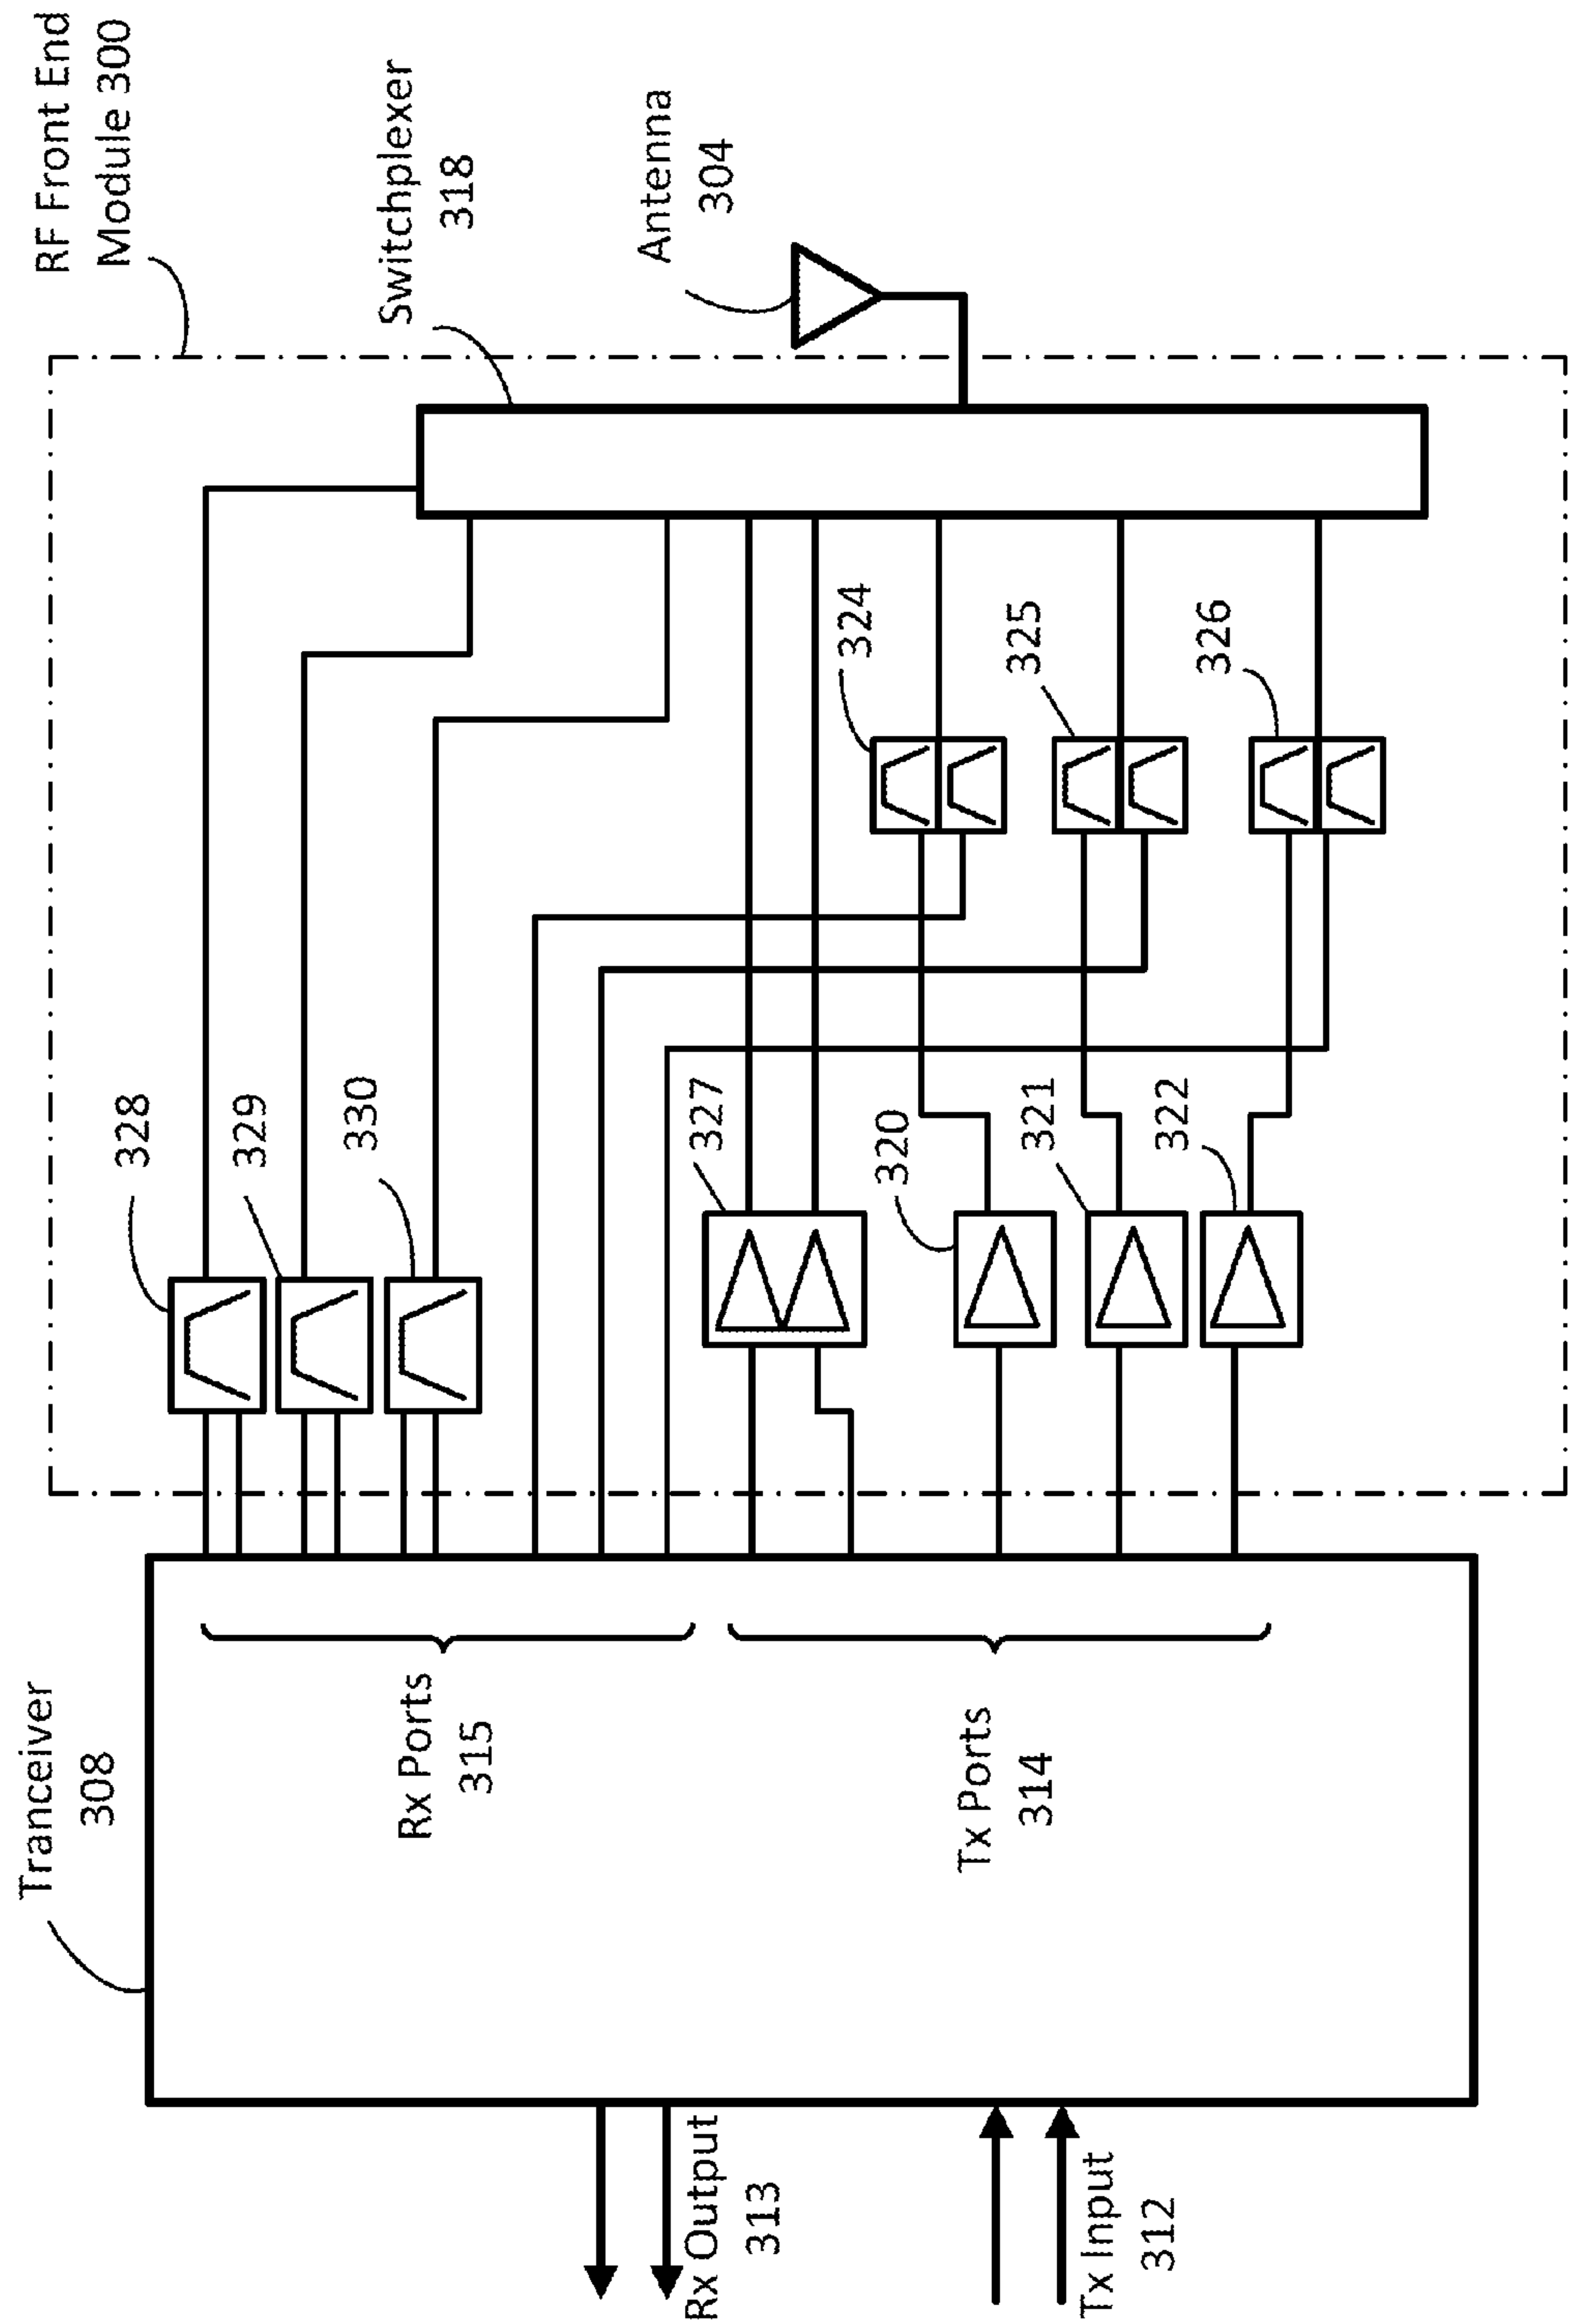 RF Front End
Module 300
Switchplexer
318
Antenna
304
328
329
330
327
320
321
322
324
325
326
Tranceiver
308
Rx Ports
315
Tx Ports
314
Rx Output
313
Tx Input
312